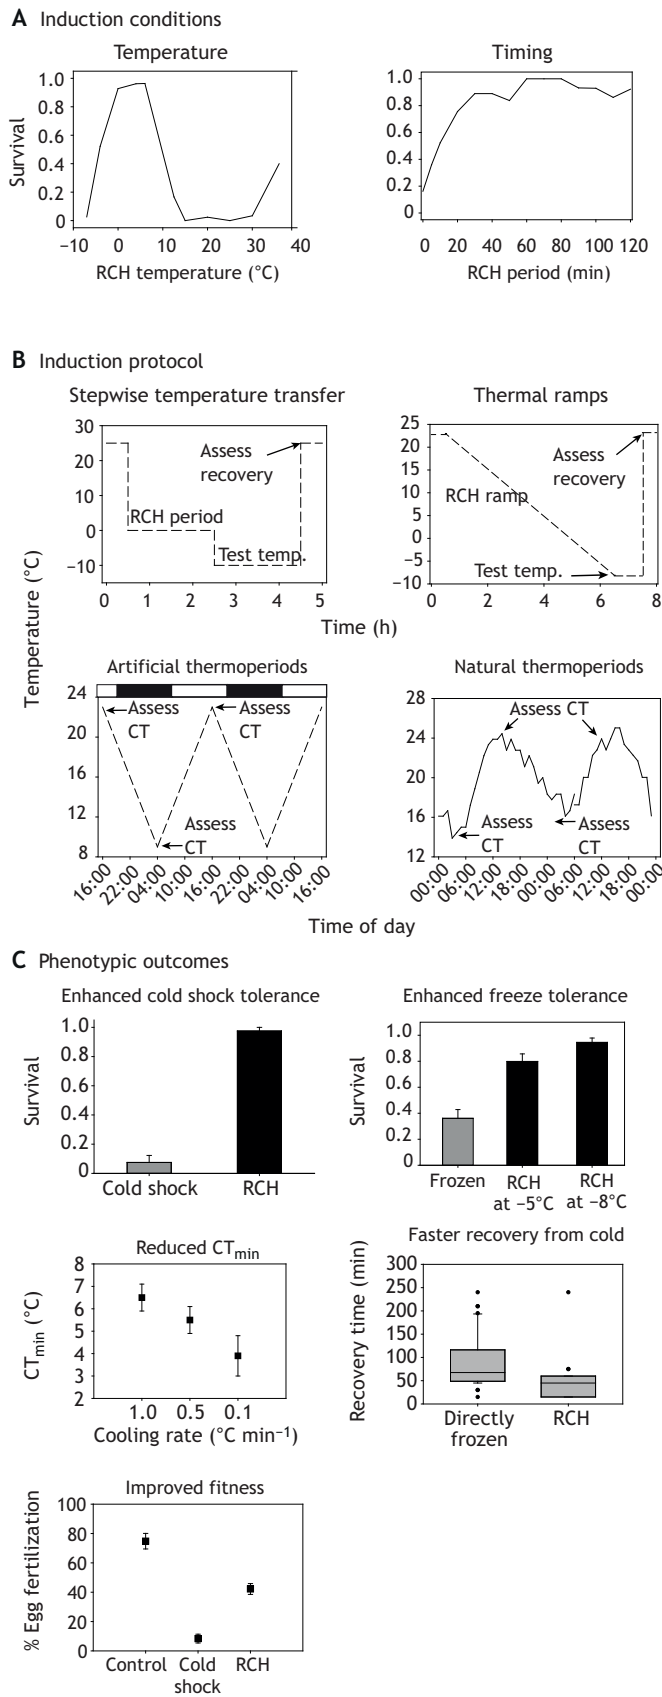 A Induction conditions
Temperature
Timing
Survival
1.0
0.8
0.6
0.4
0.2
0
−10
0
10
20
30
40
RCH temperature (°C)
1.0
0.8
0.6
0.4
0.2
0
0
20
40
60
80
100
120
RCH period (min)
B Induction protocol
Temperature (°C)
Stepwise temperature transfer
30
20
10
0
−10
Assess
recovery
RCH period
Test temp.
0
1
2
3
4
5
Thermal ramps
25
20
15
10
5
0
−5
−10
Assess
recovery
RCH ramp
Test temp.
0
2
4
6
8
Time (h)
Artificial thermoperiods
24
23
16
12
8
Assess
CT
Assess
CT
Assess
CT
16:00
22:00
04:00
10:00
16:00
22:00
04:00
10:00
16:00
Natural thermoperiods
28
24
20
16
12
Assess CT
Assess
CT
Assess
CT
00:00
06:00
12:00
18:00
00:00
06:00
12:00
18:00
00:00
Time of day
C Phenotypic outcomes
Enhanced cold shock tolerance
Survival
1.0
0.8
0.6
0.4
0.2
0
Cold shock
RCH
Enhanced freeze tolerance
Survival
1.0
0.8
0.6
0.4
0.2
0
Frozen
RCH
at −5°C
RCH
at −8°C
Reduced CTmin
CTmin (°C)
8
7
6
5
4
3
2
1.0
0.5
0.1
Cooling rate (°C min−1)
Faster recovery from cold
Recovery time (min)
300
250
200
150
100
50
0
Directly
frozen
RCH
Improved fitness
% Egg fertilization
100
80
60
40
20
0
Control
Cold
shock
RCH